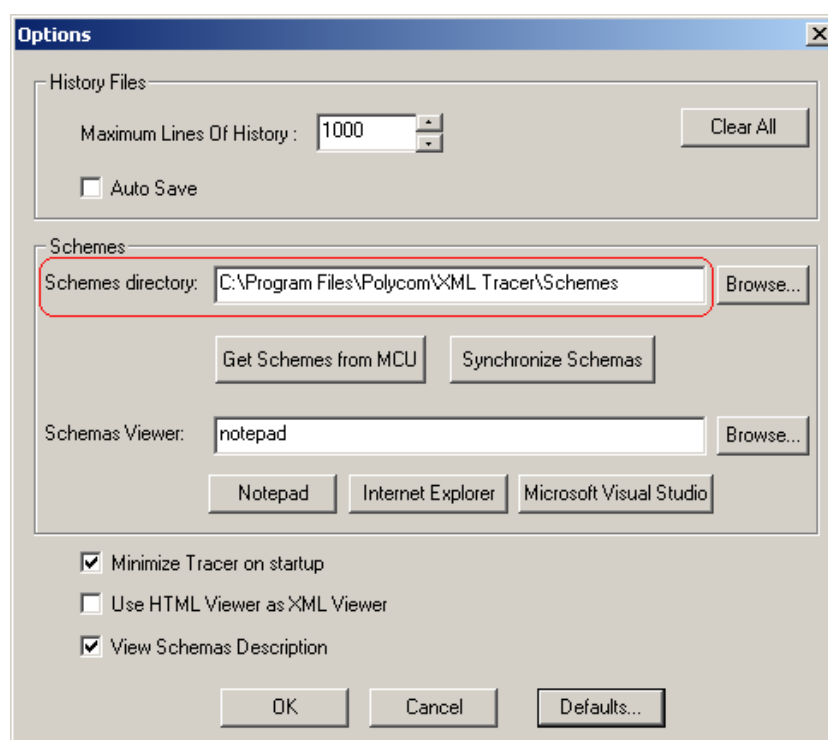 Options
History Files
Maximum Lines Of History : 1000 Clear All
Auto Save
Schemes
Schemes directory: C:\Program Files\Polycom\XML Tracer\Schemes Browse...
Get Schemes from MCU Synchronize Schemas
Schemas Viewer: notepad Browse...
Notepad Internet Explorer Microsoft Visual Studio
Minimize Tracer on startup
Use HTML Viewer as XML Viewer
View Schemas Description
OK Cancel Defaults...